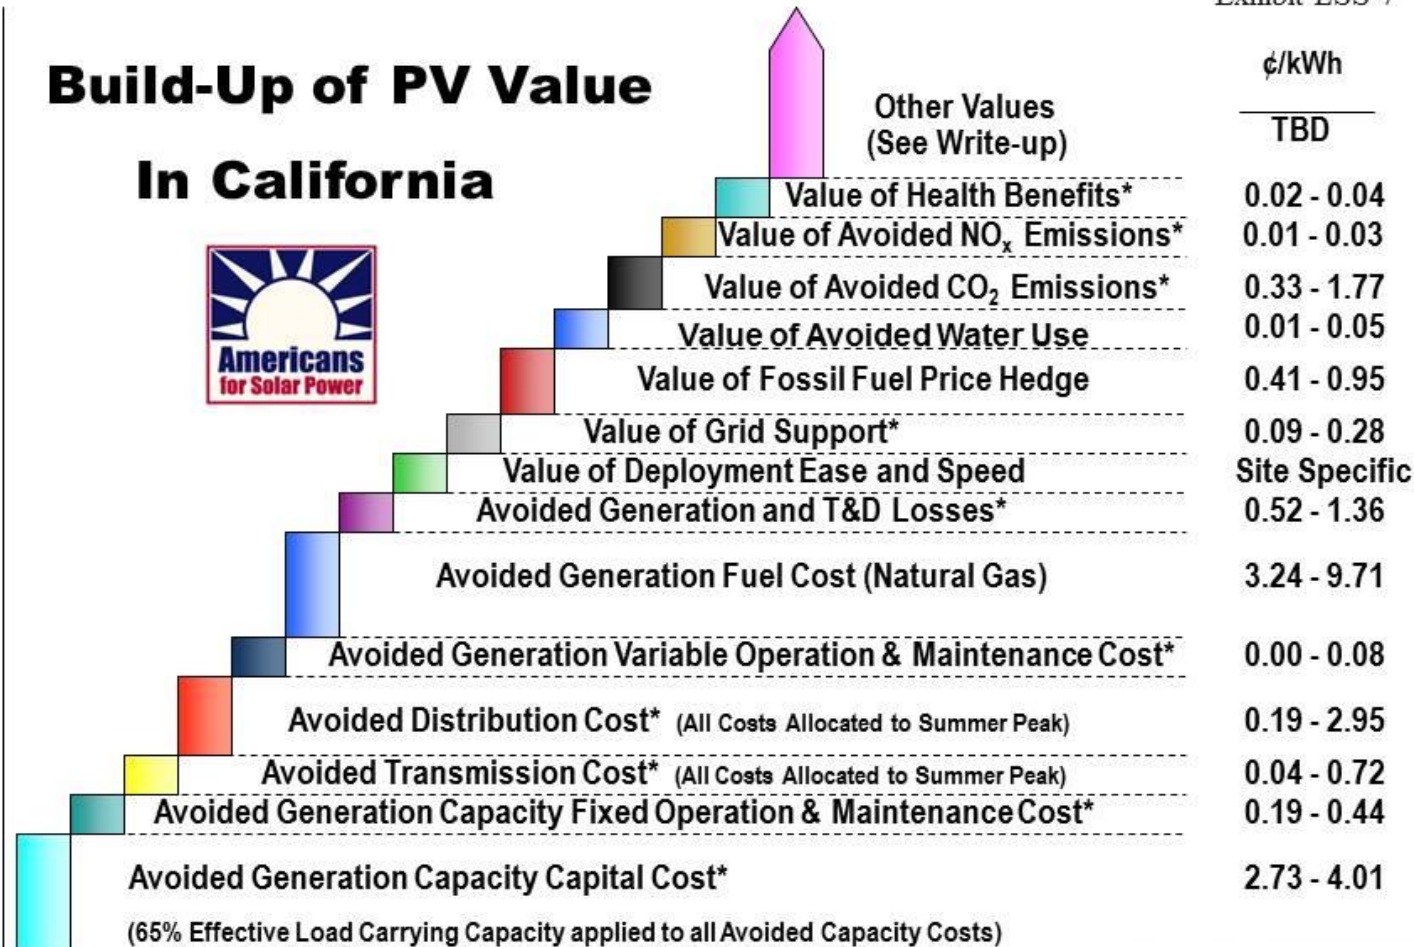 Exhibit ESS-7
Build-Up of PV Value
In California
Americans
for Solar Power
¢/kWh
Other Values
(See Write-up)
TBD
Value of Health Benefits* 0.02 - 0.04
Value of Avoided NOx Emissions* 0.01 - 0.03
Value of Avoided CO2 Emissions* 0.33 - 1.77
Value of Avoided Water Use 0.01 - 0.05
Value of Fossil Fuel Price Hedge 0.41 - 0.95
Value of Grid Support* 0.09 - 0.28
Value of Deployment Ease and Speed Site Specific
Avoided Generation and T&D Losses* 0.52 - 1.36
Avoided Generation Fuel Cost (Natural Gas) 3.24 - 9.71
Avoided Generation Variable Operation & Maintenance Cost* 0.00 - 0.08
Avoided Distribution Cost* (All Costs Allocated to Summer Peak) 0.19 - 2.95
Avoided Transmission Cost* (All Costs Allocated to Summer Peak) 0.04 - 0.72
Avoided Generation Capacity Fixed Operation & Maintenance Cost* 0.19 - 0.44
Avoided Generation Capacity Capital Cost* 2.73 - 4.01
(65% Effective Load Carrying Capacity applied to all Avoided Capacity Costs)